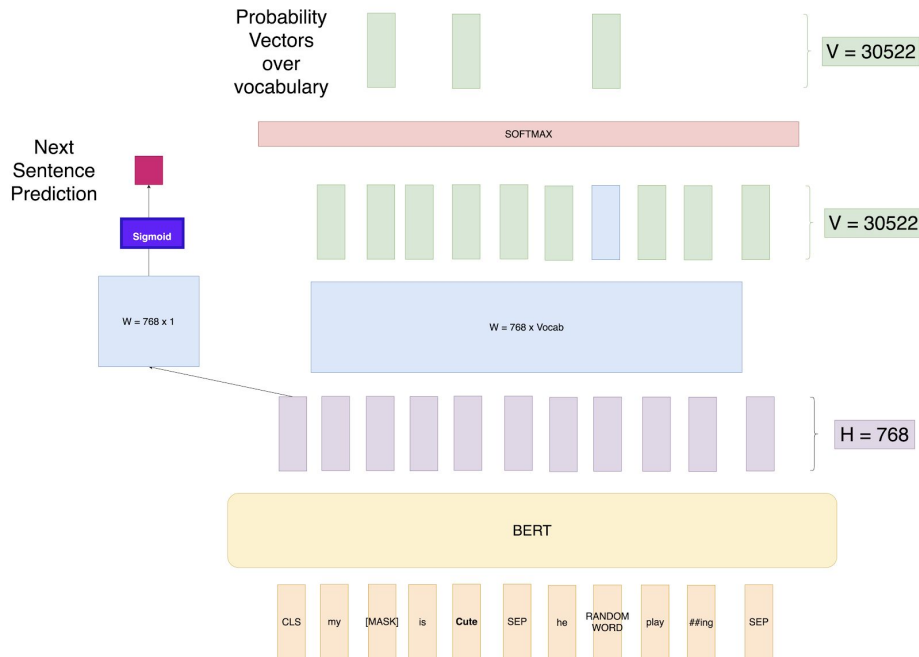 Probability
Vectors
over
vocabulary
V = 30522
SOFTMAX
Next
Sentence
Prediction
Sigmoid
V = 30522
W = 768 x 1
W = 768 x Vocab
H = 768
BERT
CLS
my
[MASK]
is
Cute
SEP
he
RANDOM
WORD
play
##ing
SEP